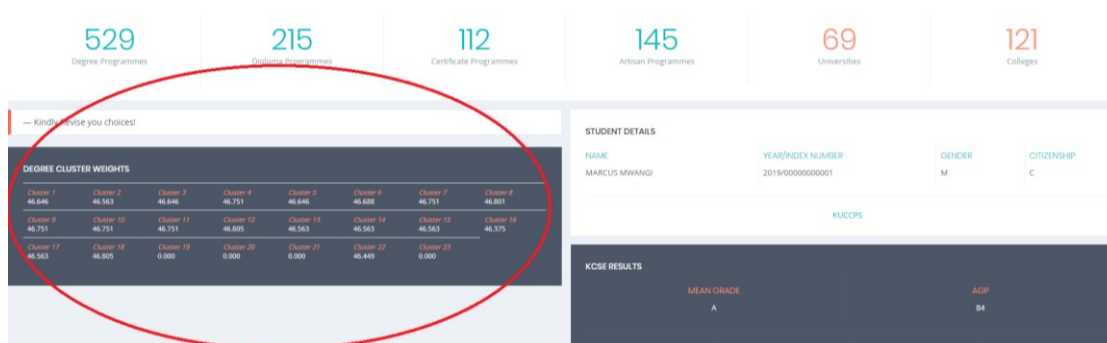 529
Degree Programmes
215
Diploma Programmes
112
Certificate Programmes
145
Artisan Programmes
69
Universities
121
Colleges
— Kindly Revise you choices!
DEGREE CLUSTER WEIGHTS
Cluster 1 Cluster 2 Cluster 3 Cluster 4 Cluster 5 Cluster 6 Cluster 7 Cluster 8
46.646 46.563 46.646 46.751 46.646 46.688 46.751 46.801
Cluster 9 Cluster 10 Cluster 11 Cluster 12 Cluster 13 Cluster 14 Cluster 15 Cluster 16
46.751 46.751 46.751 46.805 46.563 46.563 46.563 46.375
Cluster 17 Cluster 18 Cluster 19 Cluster 20 Cluster 21 Cluster 22 Cluster 23
46.563 46.805 0.000 0.000 0.000 46.449 0.000
STUDENT DETAILS
NAME YEAR/INDEX NUMBER GENDER CITIZENSHIP
MARCUS MWANGI 2019/00000000001 M C
KUCCPS
KCSE RESULTS
MEAN GRADE AGP
A 84